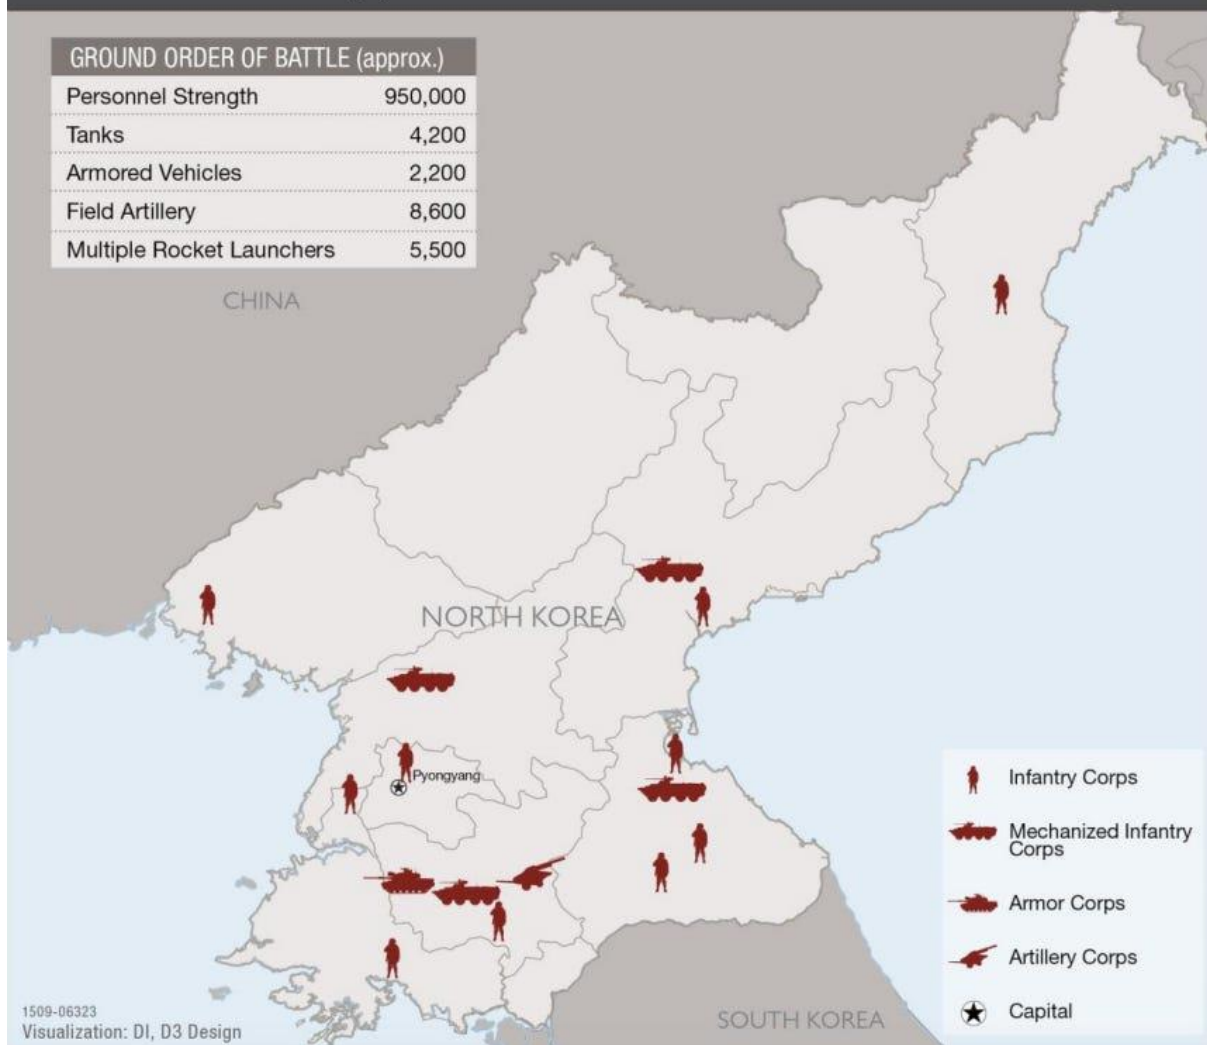 GROUND ORDER OF BATTLE (approx.)
Personnel Strength 950,000
Tanks 4,200
Armored Vehicles 2,200
Field Artillery 8,600
Multiple Rocket Launchers 5,500
CHINA
NORTH KOREA
Pyongyang
Infantry Corps
Mechanized Infantry
Corps
Armor Corps
Artillery Corps
Capital
SOUTH KOREA
1509-06323
Visualization: DI, D3 Design